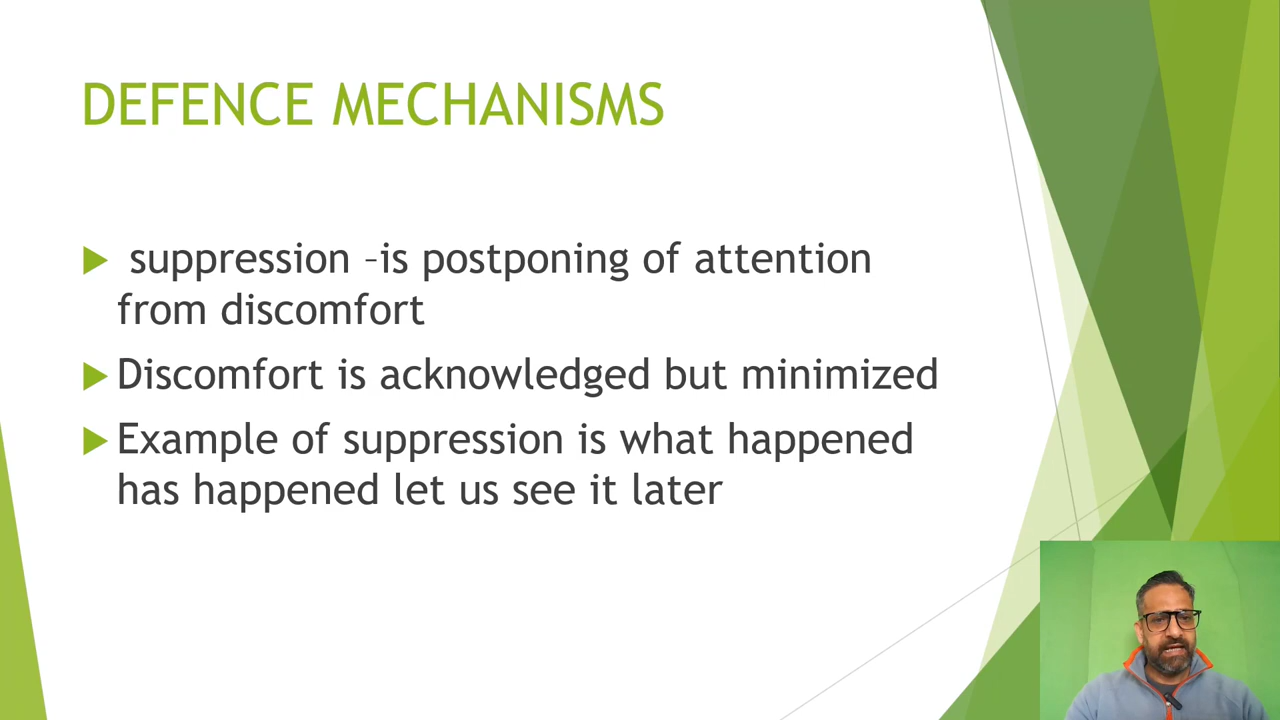 DEFENCE MECHANISMS
suppression –is postponing of attention
from discomfort
Discomfort is acknowledged but minimized
Example of suppression is what happened
has happened let us see it later